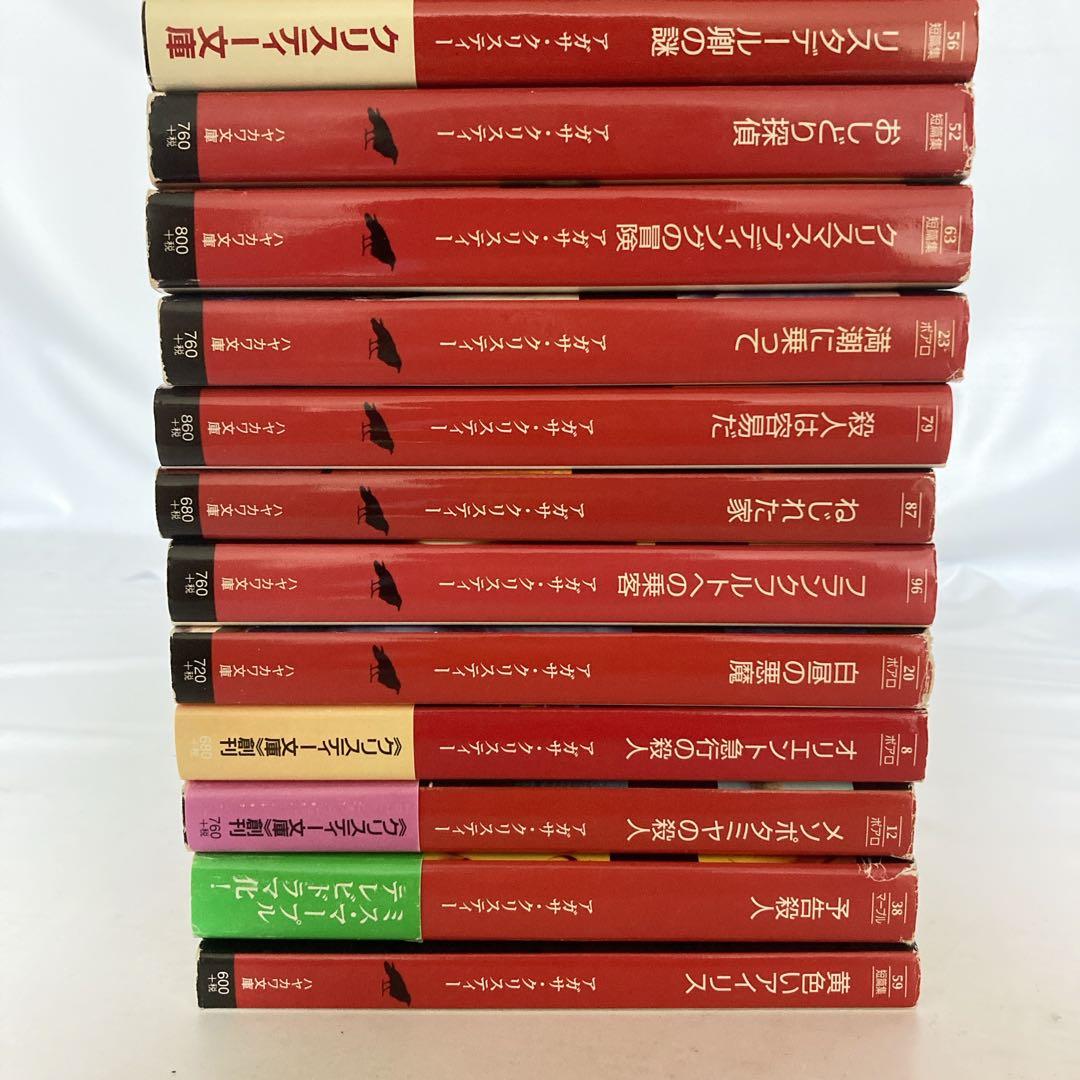 56
短篇集
リスタデール卿の謎
アガサ・クリスティー
クリスティー文庫
52
短篇集
おしどり探偵
アガサ・クリスティー
ハヤカワ文庫
760
+税
63
短篇集
クリスマス・プディングの冒険
アガサ・クリスティー
ハヤカワ文庫
800
+税
23
ポアロ
満潮に乗って
アガサ・クリスティー
ハヤカワ文庫
760
+税
79
殺人は容易だ
アガサ・クリスティー
ハヤカワ文庫
860
+税
87
ねじれた家
アガサ・クリスティー
ハヤカワ文庫
680
+税
96
フランクフルトへの乗客
アガサ・クリスティー
ハヤカワ文庫
760
+税
20
ポアロ
白昼の悪魔
アガサ・クリスティー
ハヤカワ文庫
720
+税
8
ポアロ
オリエント急行の殺人
アガサ・クリスティー
《クリスティー文庫》創刊
680
+税
12
ポアロ
メソポタミヤの殺人
アガサ・クリスティー
《クリスティー文庫》創刊
760
+税
38
マープル
予告殺人
アガサ・クリスティー
ミス・マープル
テレビドラマ化!
59
短篇集
黄色いアイリス
アガサ・クリスティー
ハヤカワ文庫
600
+税